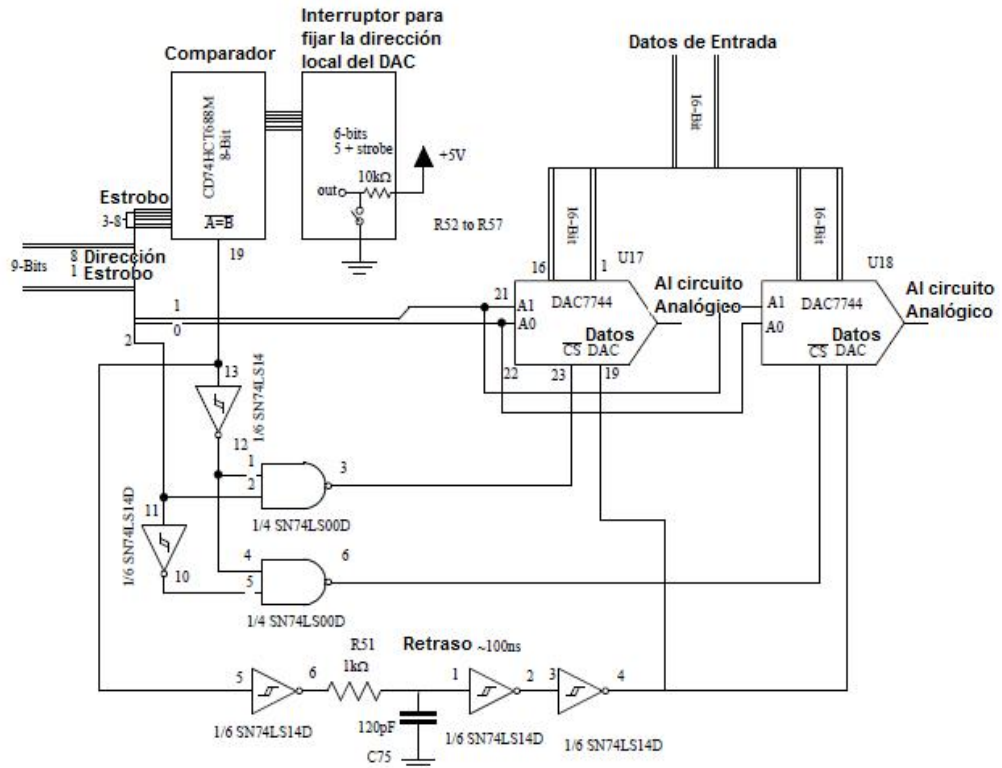 Interruptor para
fijar la dirección
local del DAC
Comparador
Datos de Entrada
CD74HCT688M
8-Bit
6-bits
5 + strobe
+5V
10kΩ
out
R52 to R57
16-Bit
Estrobo
3-8
A=B
19
9-Bits
8 Dirección
1 Estrobo
16-Bit
16-Bit
16
1
U17
U18
21
A1
DAC7744
A0
Datos
CS DAC
Al circuito
Analógico
A1
DAC7744
A0
Datos
CS DAC
Al circuito
Analógico
1
0
2
22
23
19
13
1/6 SN74LS14
12
1
2
3
1/4 SN74LS00D
11
1/6 SN74LS14D
10
4
5
6
1/4 SN74LS00D
R51
1kΩ
Retraso ~100ns
5
6
1
2
3
4
1/6 SN74LS14D
120pF
C75
1/6 SN74LS14D
1/6 SN74LS14D